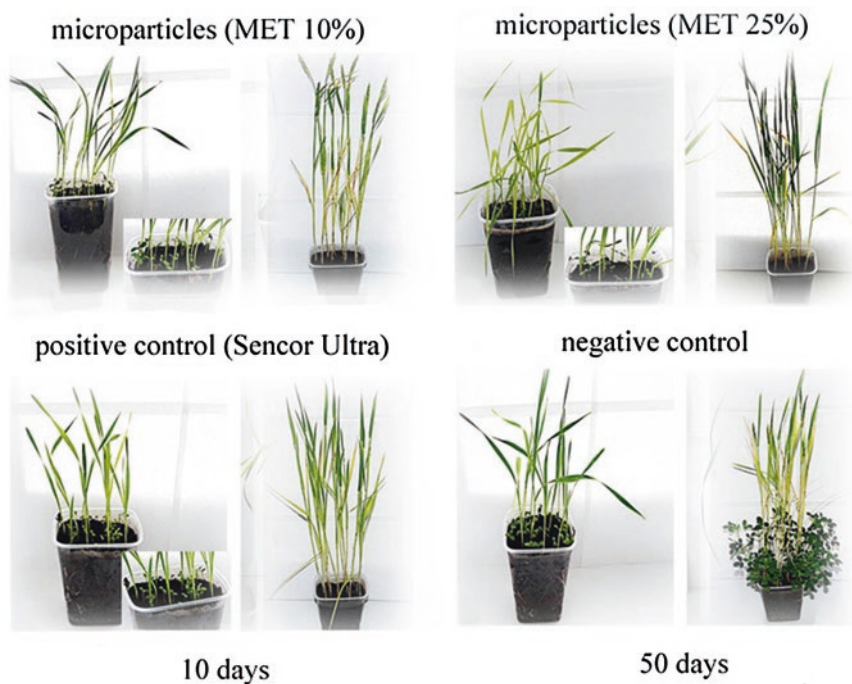 microparticles (MET 10%)
microparticles (MET 25%)
positive control (Sencor Ultra)
negative control
10 days
50 days